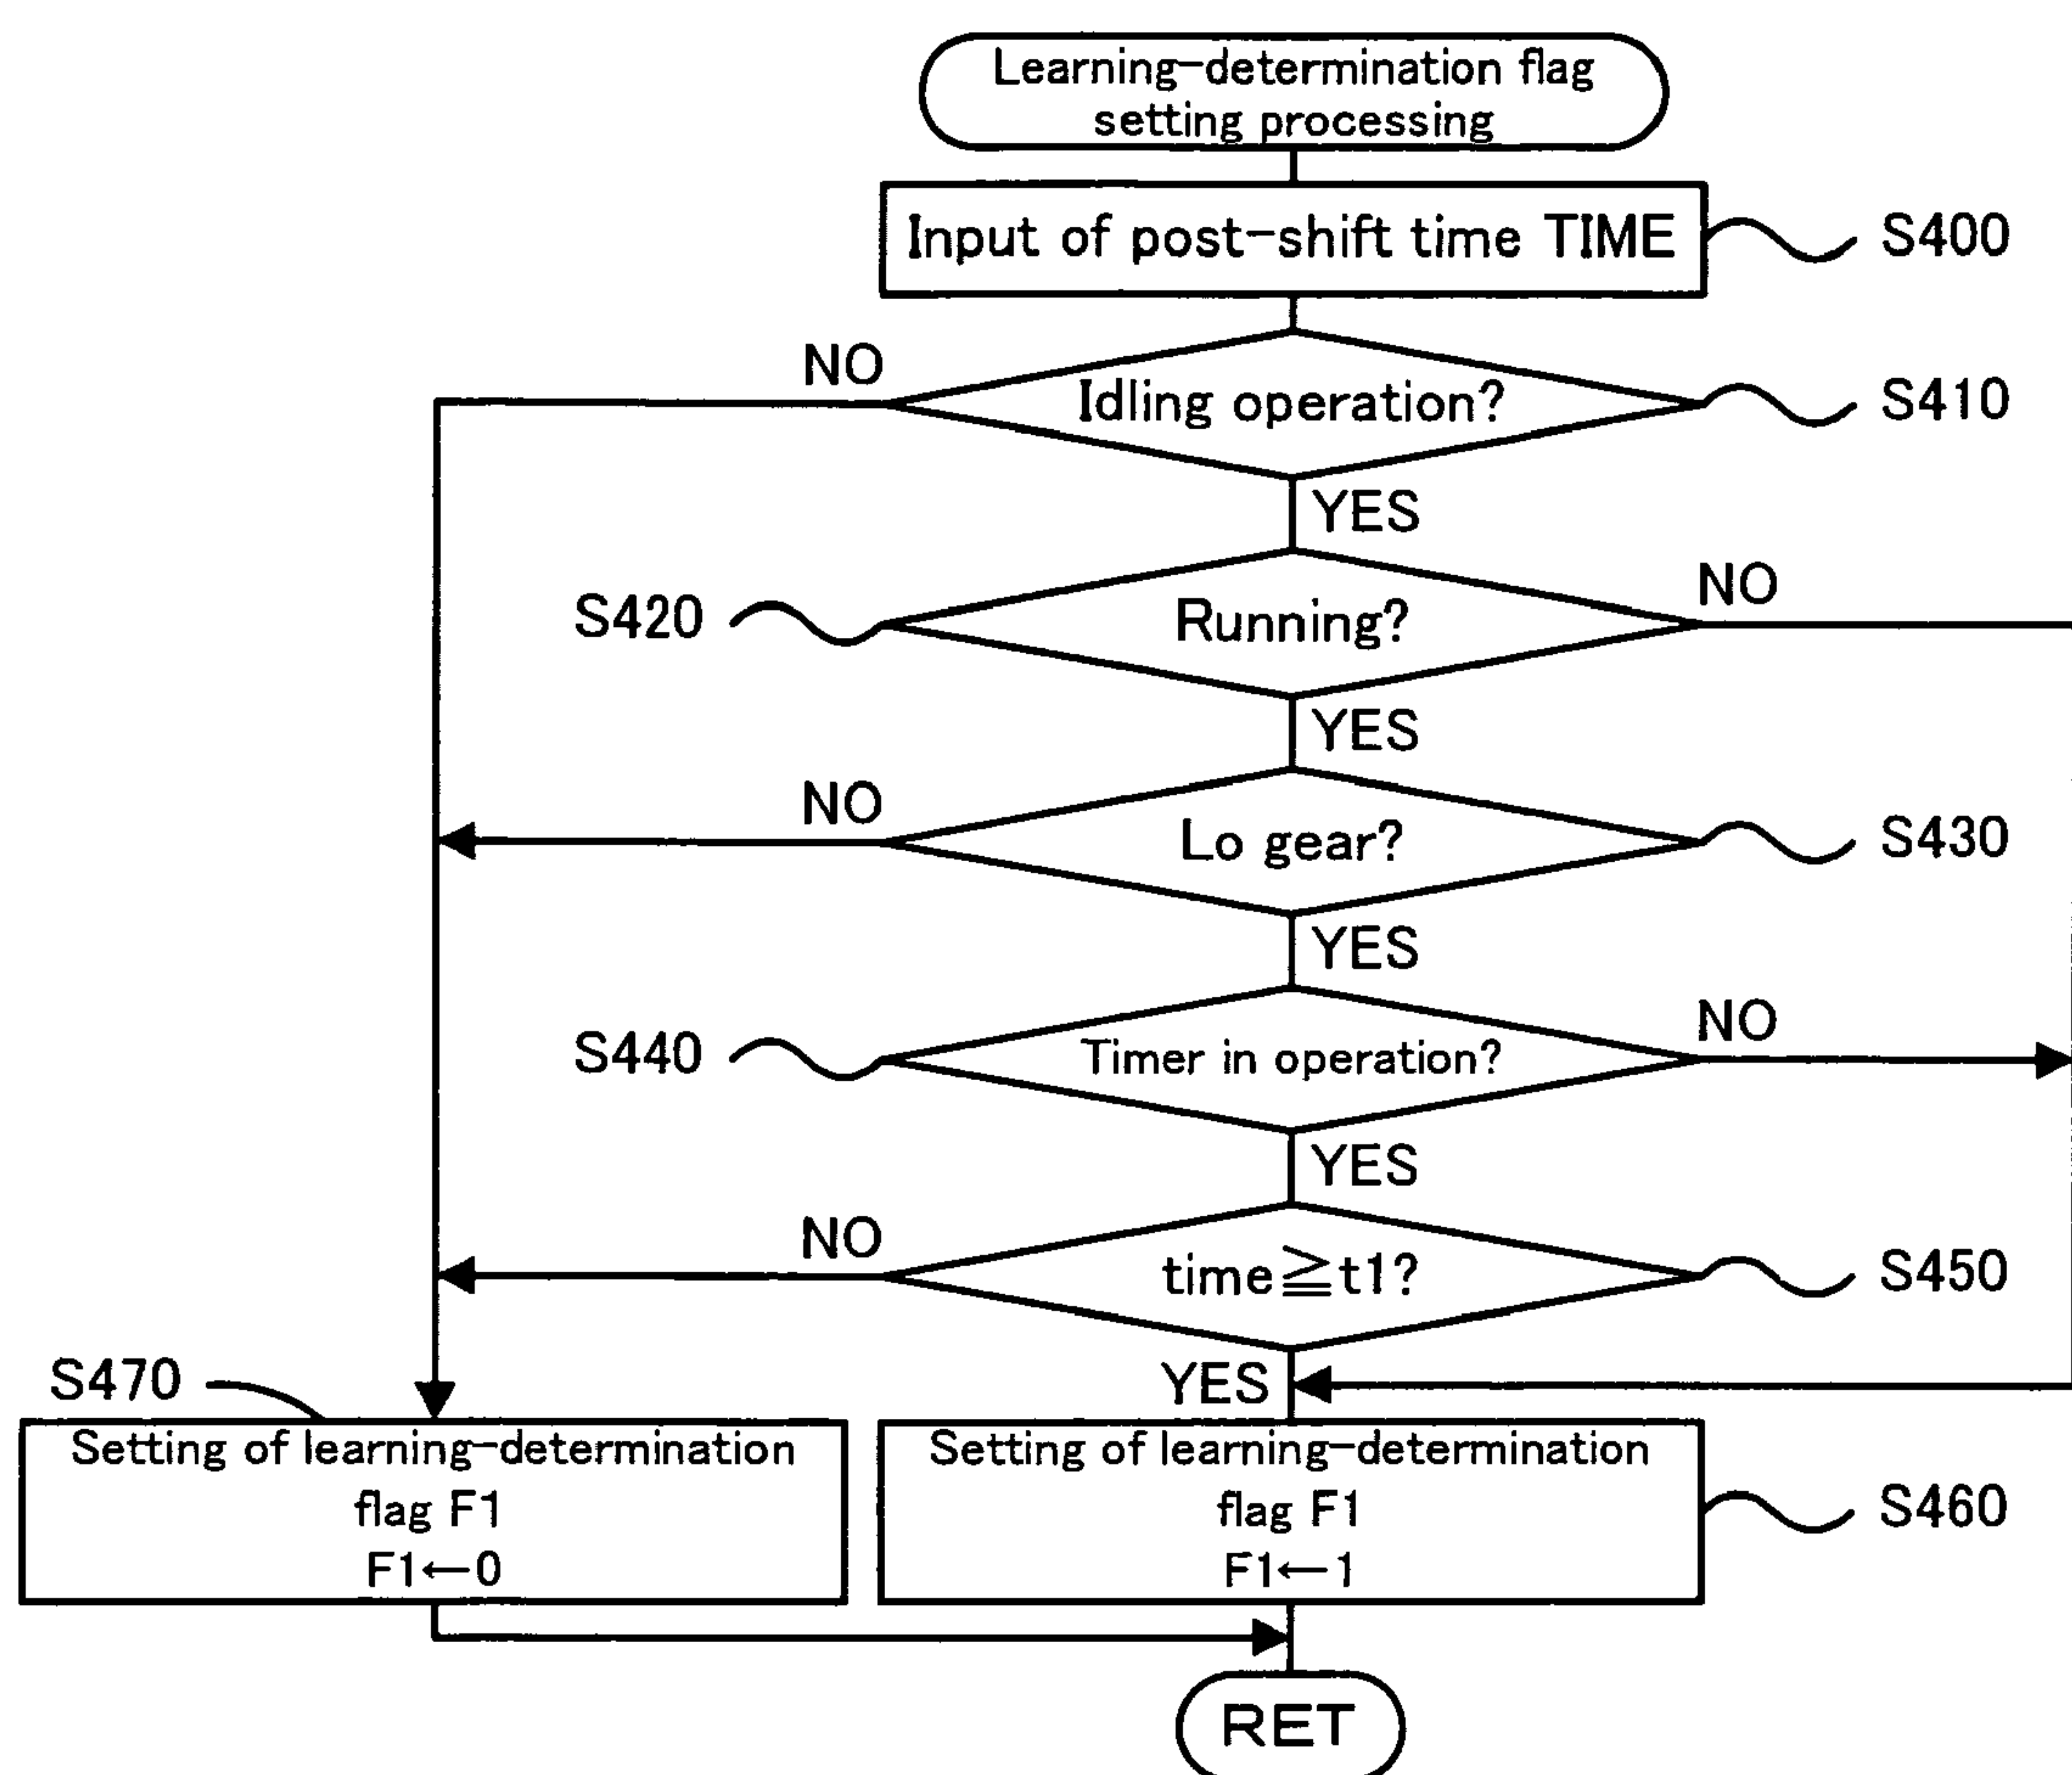 Learning-determination flag
setting processing
Input of post-shift time TIME
S400
NO
Idling operation?
S410
YES
S420
Running?
NO
YES
NO
Lo gear?
S430
YES
S440
Timer in operation?
NO
YES
NO
time≧t1?
S450
YES
S470
Setting of learning-determination
flag F1
F1←0
Setting of learning-determination
flag F1
F1←1
S460
RET